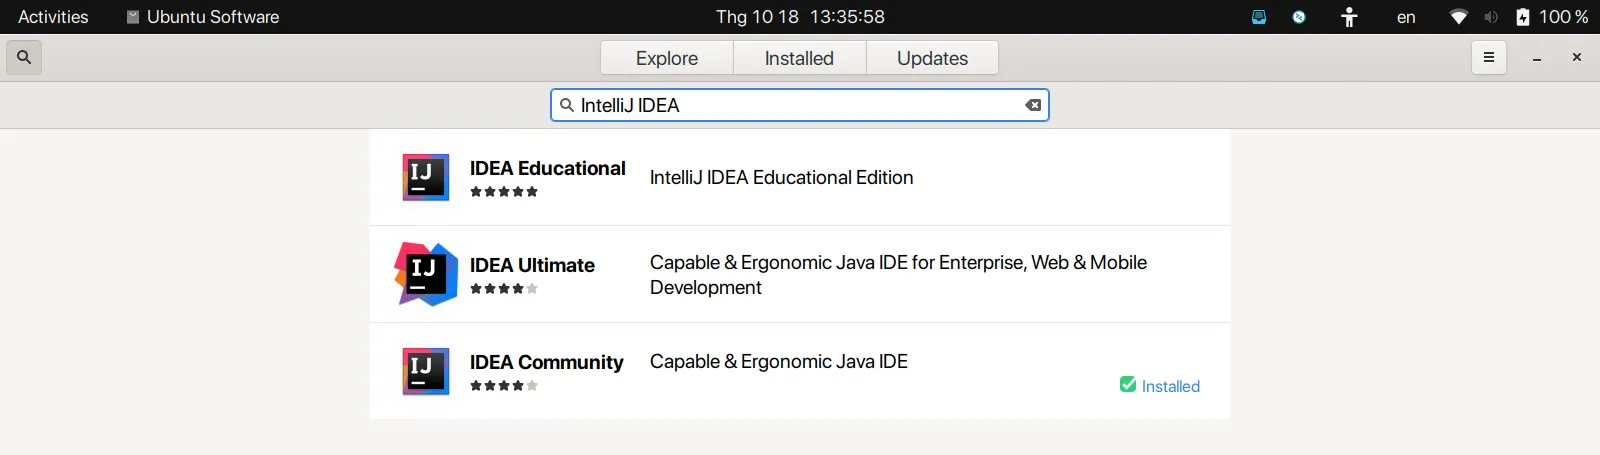 Activities Ubuntu Software Thg 10 18 13:35:58 en 100 %
Explore Installed Updates
IntelliJ IDEA
IJ
IDEA Educational
IntelliJ IDEA Educational Edition
IJ
IDEA Ultimate
Capable & Ergonomic Java IDE for Enterprise, Web & Mobile
Development
IJ
IDEA Community
Capable & Ergonomic Java IDE
Installed